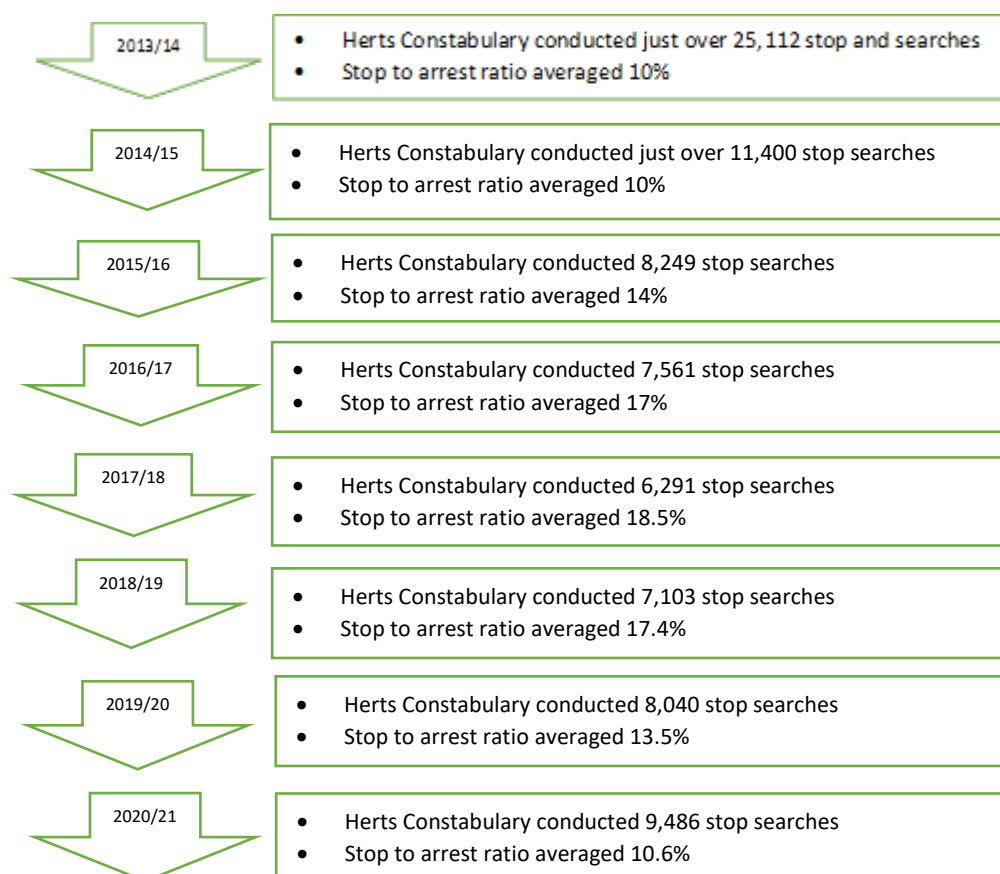 2013/14
• Herts Constabulary conducted just over 25,112 stop and searches
• Stop to arrest ratio averaged 10%
2014/15
• Herts Constabulary conducted just over 11,400 stop searches
• Stop to arrest ratio averaged 10%
2015/16
• Herts Constabulary conducted 8,249 stop searches
• Stop to arrest ratio averaged 14%
2016/17
• Herts Constabulary conducted 7,561 stop searches
• Stop to arrest ratio averaged 17%
2017/18
• Herts Constabulary conducted 6,291 stop searches
• Stop to arrest ratio averaged 18.5%
2018/19
• Herts Constabulary conducted 7,103 stop searches
• Stop to arrest ratio averaged 17.4%
2019/20
• Herts Constabulary conducted 8,040 stop searches
• Stop to arrest ratio averaged 13.5%
2020/21
• Herts Constabulary conducted 9,486 stop searches
• Stop to arrest ratio averaged 10.6%